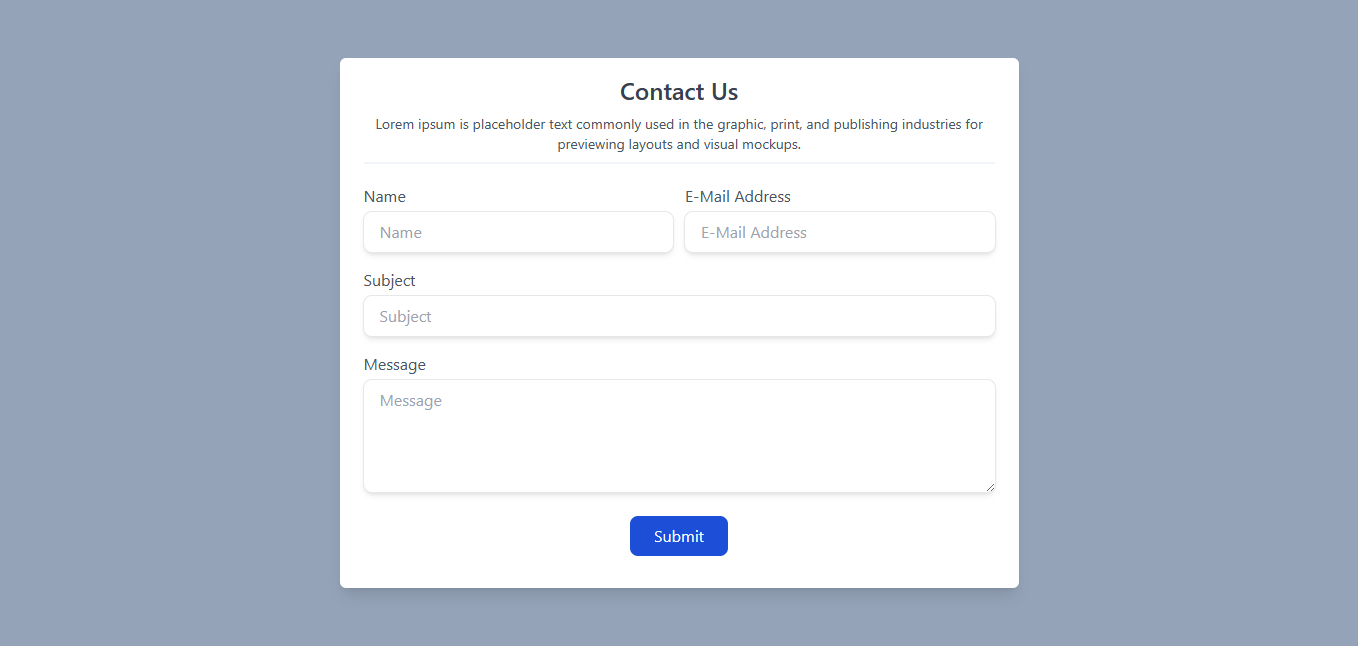 Contact Us
Lorem ipsum is placeholder text commonly used in the graphic, print, and publishing industries for
previewing layouts and visual mockups.
Name
E-Mail Address
Name
E-Mail Address
Subject
Subject
Message
Message
Submit